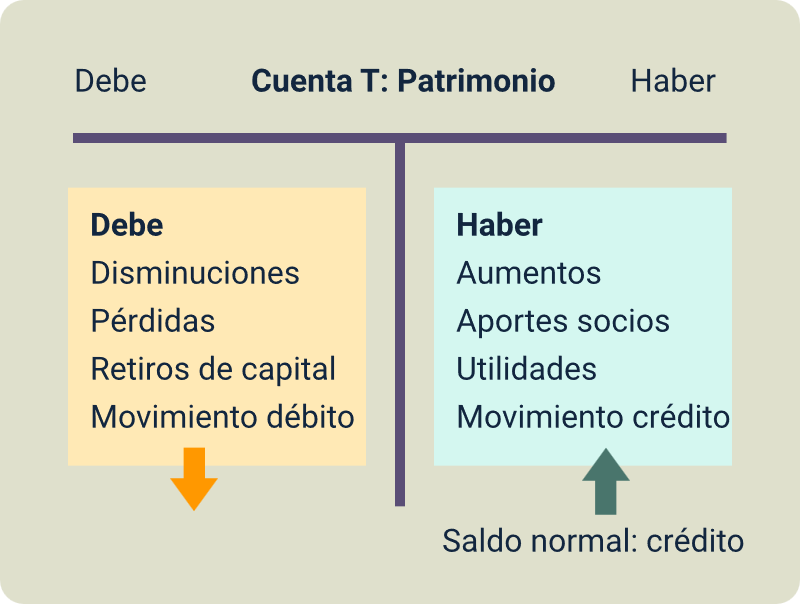 Debe Cuenta T: Patrimonio Haber
Debe
Disminuciones
Pérdidas
Retiros de capital
Movimiento débito
Haber
Aumentos
Aportes socios
Utilidades
Movimiento crédito
Saldo normal: crédito